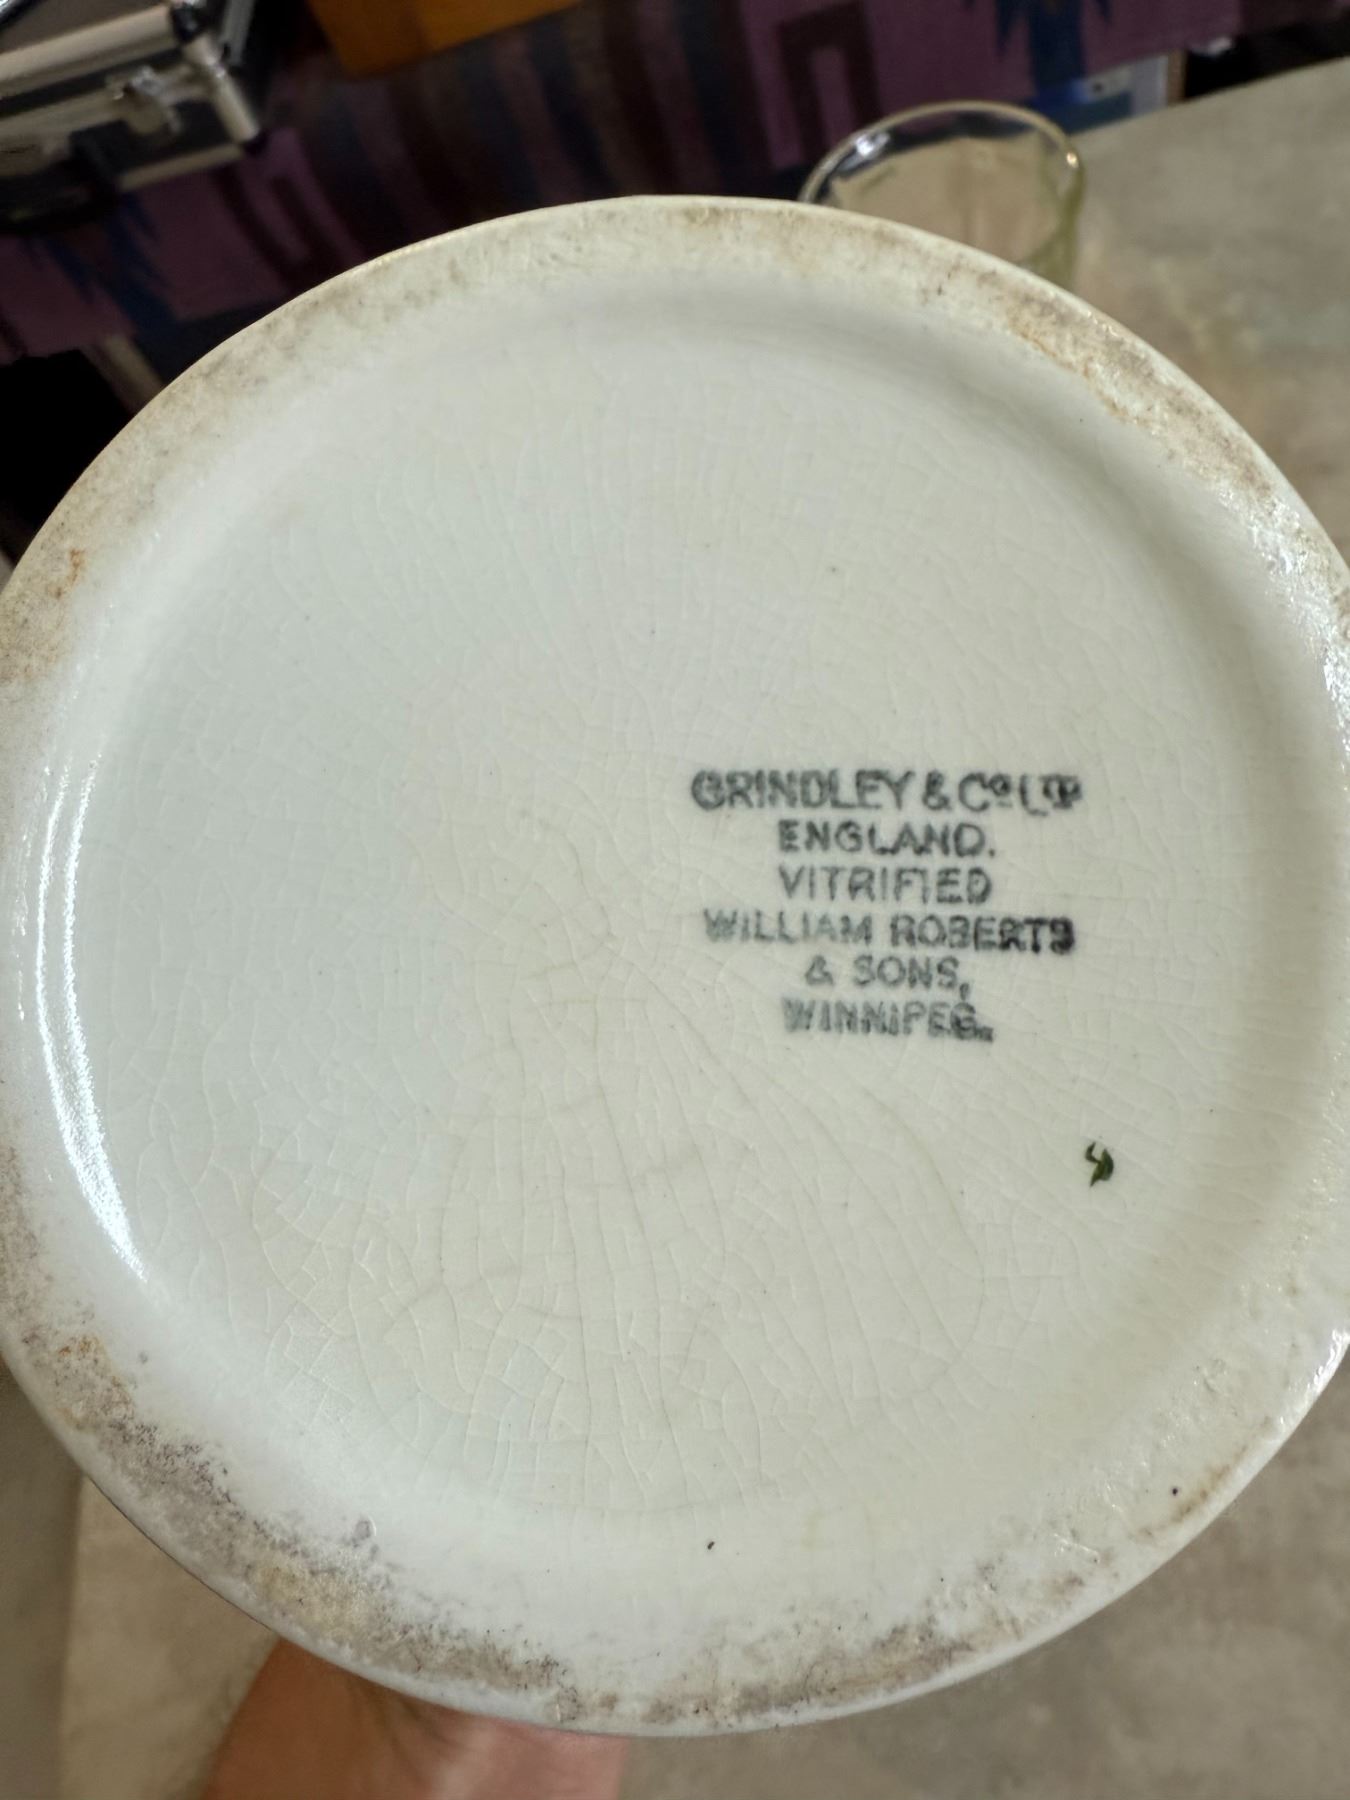 GRINDLEY & Cº LTD
ENGLAND.
VITRIFIED
WILLIAM ROBERTS
& SONS,
WINNIPEG.